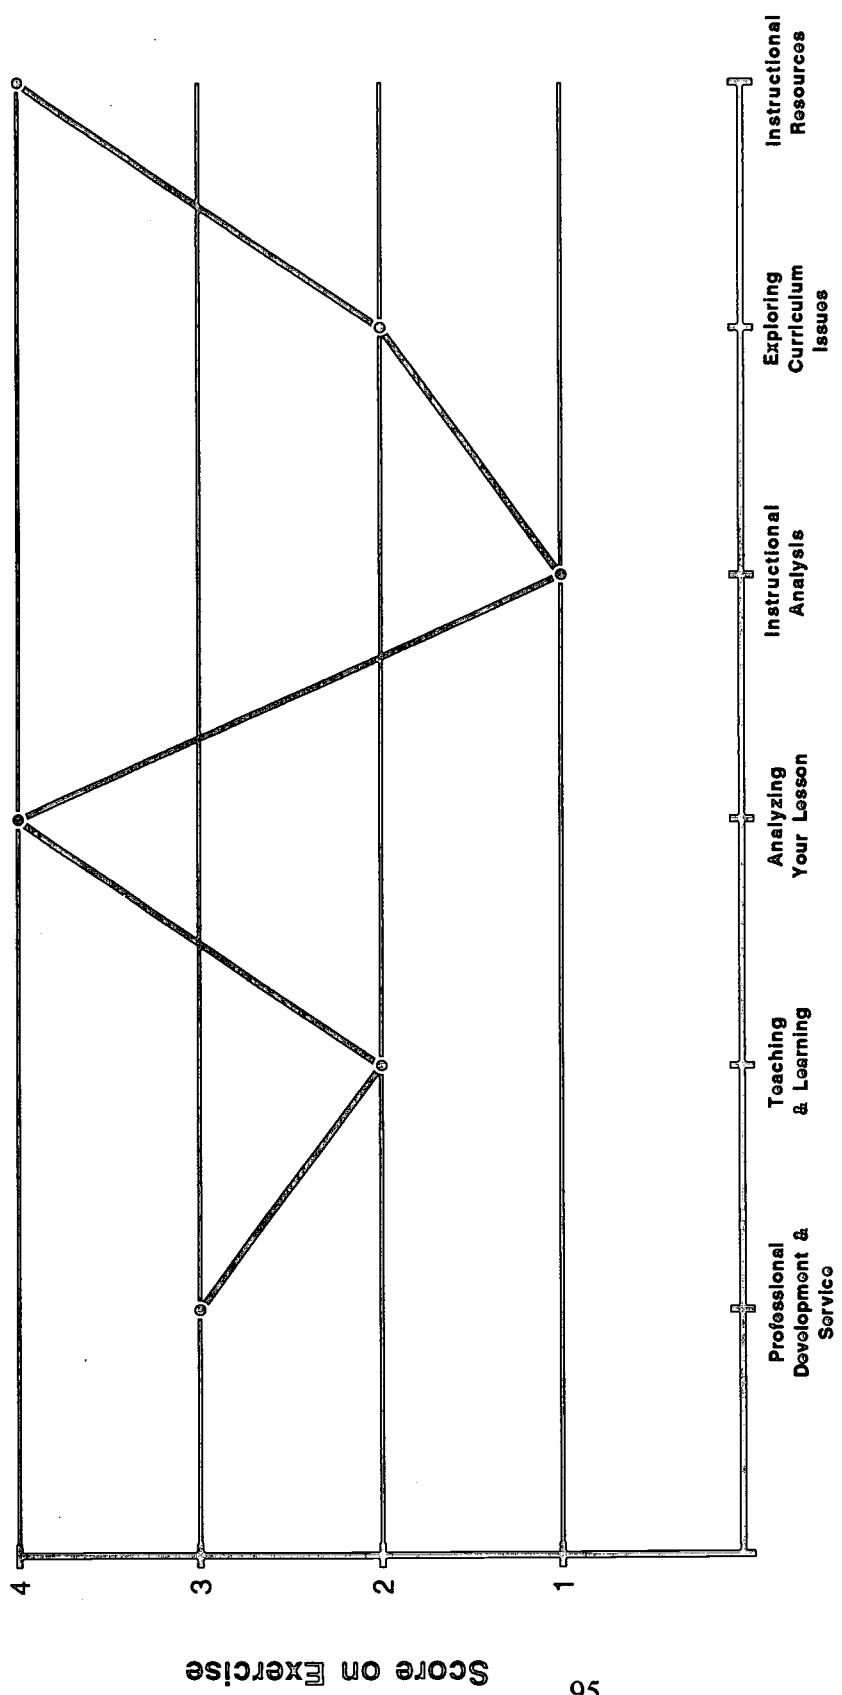 Score on Exercise
4
3
2
1
Professional
Development &
Service
Teaching
& Learning
Analyzing
Your Lesson
Instructional
Analysis
Exploring
Curriculum
Issues
Instructional
Resources
95